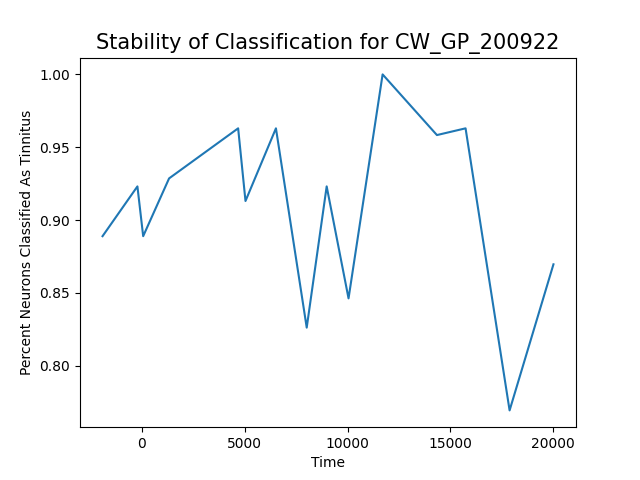 Stability of Classification for CW_GP_200922
Percent Neurons Classified As Tinnitus
1.00
0.95
0.90
0.85
0.80
0 5000 10000 15000 20000
Time